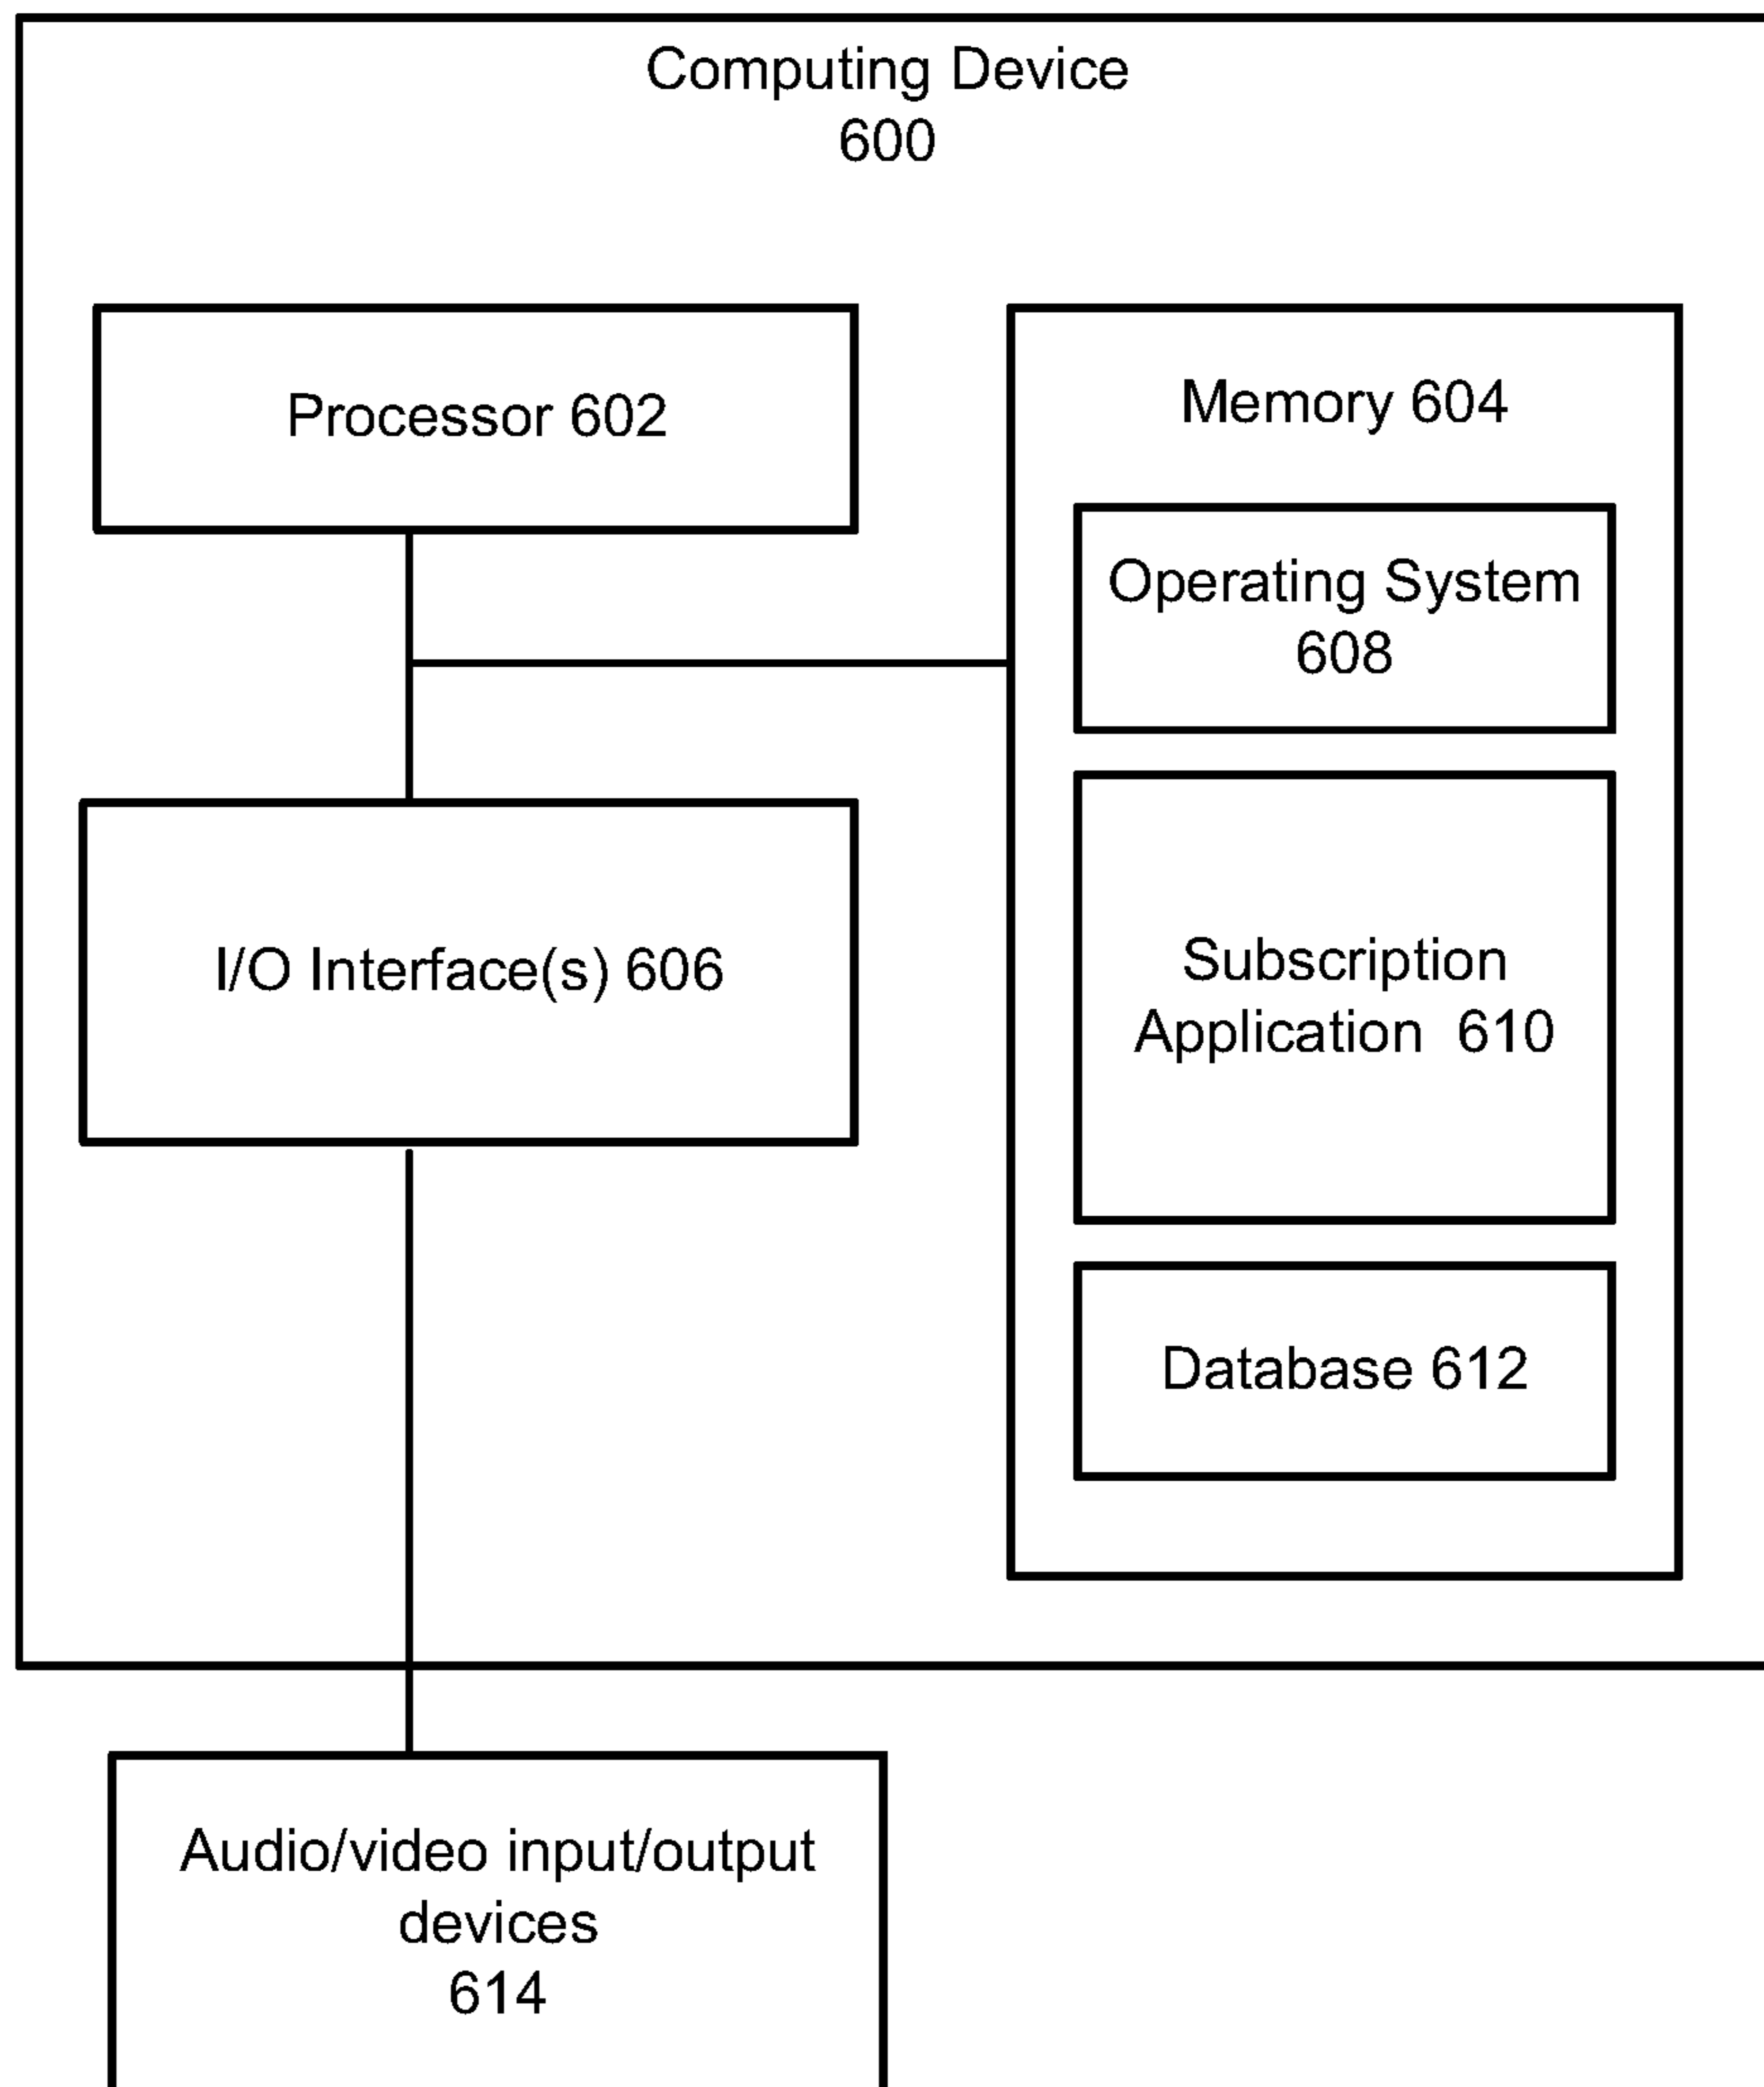 Computing Device
600
Processor 602
Memory 604
Operating System
608
I/O Interface(s) 606
Subscription
Application 610
Database 612
Audio/video input/output
devices
614